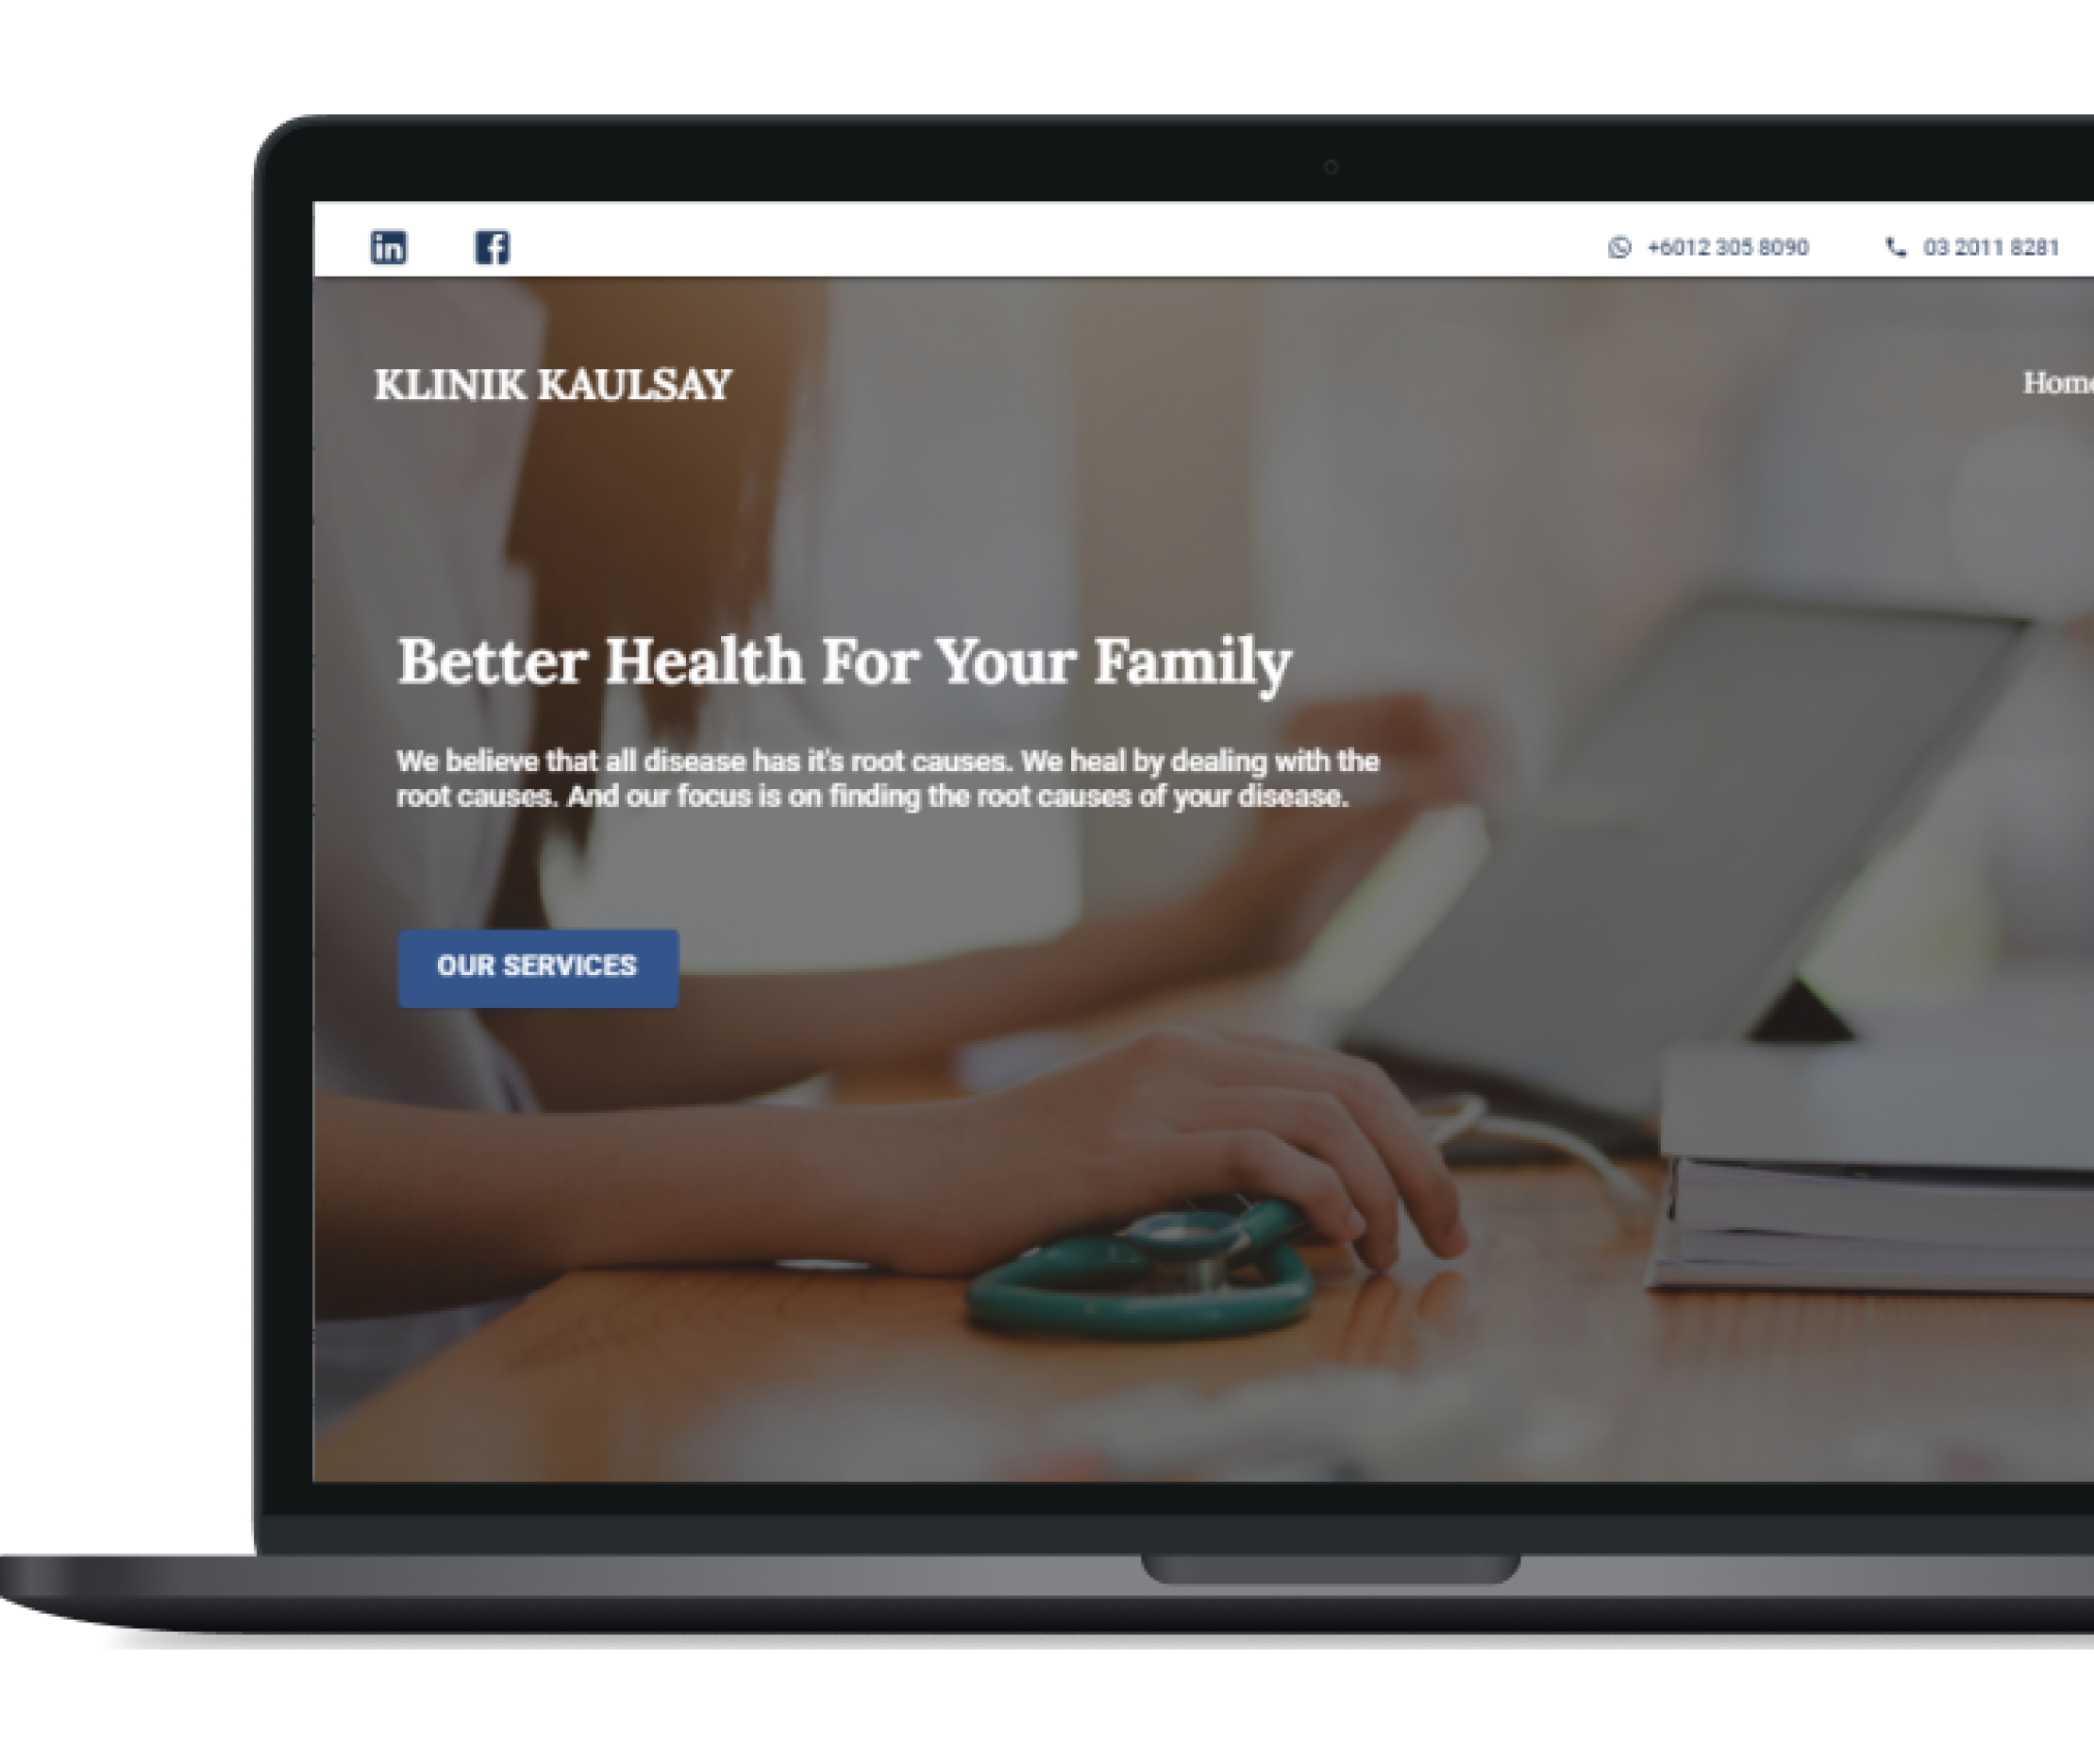 in f +6012 305 8090 03 2011 8281
KLINIK KAULSAY Home
Better Health For Your Family
We believe that all disease has it's root causes. We heal by dealing with the
root causes. And our focus is on finding the root causes of your disease.
OUR SERVICES